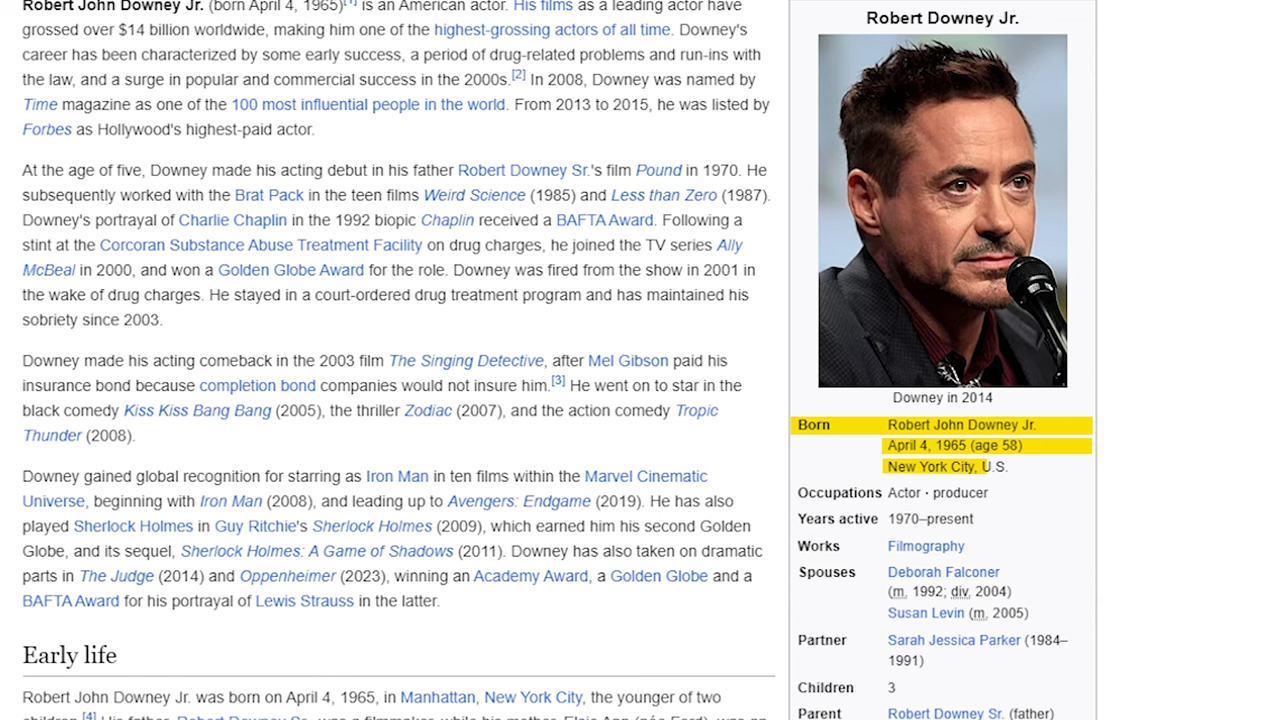 Robert John Downey Jr. (born April 4, 1965)[1] is an American actor. His films as a leading actor have
grossed over $14 billion worldwide, making him one of the highest-grossing actors of all time. Downey's
career has been characterized by some early success, a period of drug-related problems and run-ins with
the law, and a surge in popular and commercial success in the 2000s.[2] In 2008, Downey was named by
Time magazine as one of the 100 most influential people in the world. From 2013 to 2015, he was listed by
Forbes as Hollywood's highest-paid actor.
At the age of five, Downey made his acting debut in his father Robert Downey Sr.'s film Pound in 1970. He
subsequently worked with the Brat Pack in the teen films Weird Science (1985) and Less than Zero (1987).
Downey's portrayal of Charlie Chaplin in the 1992 biopic Chaplin received a BAFTA Award. Following a
stint at the Corcoran Substance Abuse Treatment Facility on drug charges, he joined the TV series Ally
McBeal in 2000, and won a Golden Globe Award for the role. Downey was fired from the show in 2001 in
the wake of drug charges. He stayed in a court-ordered drug treatment program and has maintained his
sobriety since 2003.
Downey made his acting comeback in the 2003 film The Singing Detective, after Mel Gibson paid his
insurance bond because completion bond companies would not insure him.[3] He went on to star in the
black comedy Kiss Kiss Bang Bang (2005), the thriller Zodiac (2007), and the action comedy Tropic
Thunder (2008).
Downey gained global recognition for starring as Iron Man in ten films within the Marvel Cinematic
Universe, beginning with Iron Man (2008), and leading up to Avengers: Endgame (2019). He has also
played Sherlock Holmes in Guy Ritchie's Sherlock Holmes (2009), which earned him his second Golden
Globe, and its sequel, Sherlock Holmes: A Game of Shadows (2011). Downey has also taken on dramatic
parts in The Judge (2014) and Oppenheimer (2023), winning an Academy Award, a Golden Globe and a
BAFTA Award for his portrayal of Lewis Strauss in the latter.
Early life
Robert John Downey Jr. was born on April 4, 1965, in Manhattan, New York City, the younger of two
children.[4] His father, Robert Downey Sr., was a filmmaker, while his mother, Elsie Ann (née Ford), was an
Robert Downey Jr.
Downey in 2014
Born Robert John Downey Jr.
April 4, 1965 (age 58)
New York City, U.S.
Occupations Actor · producer
Years active 1970–present
Works Filmography
Spouses Deborah Falconer
(m. 1992; div. 2004)
Susan Levin (m. 2005)
Partner Sarah Jessica Parker (1984–
1991)
Children 3
Parent Robert Downey Sr. (father)